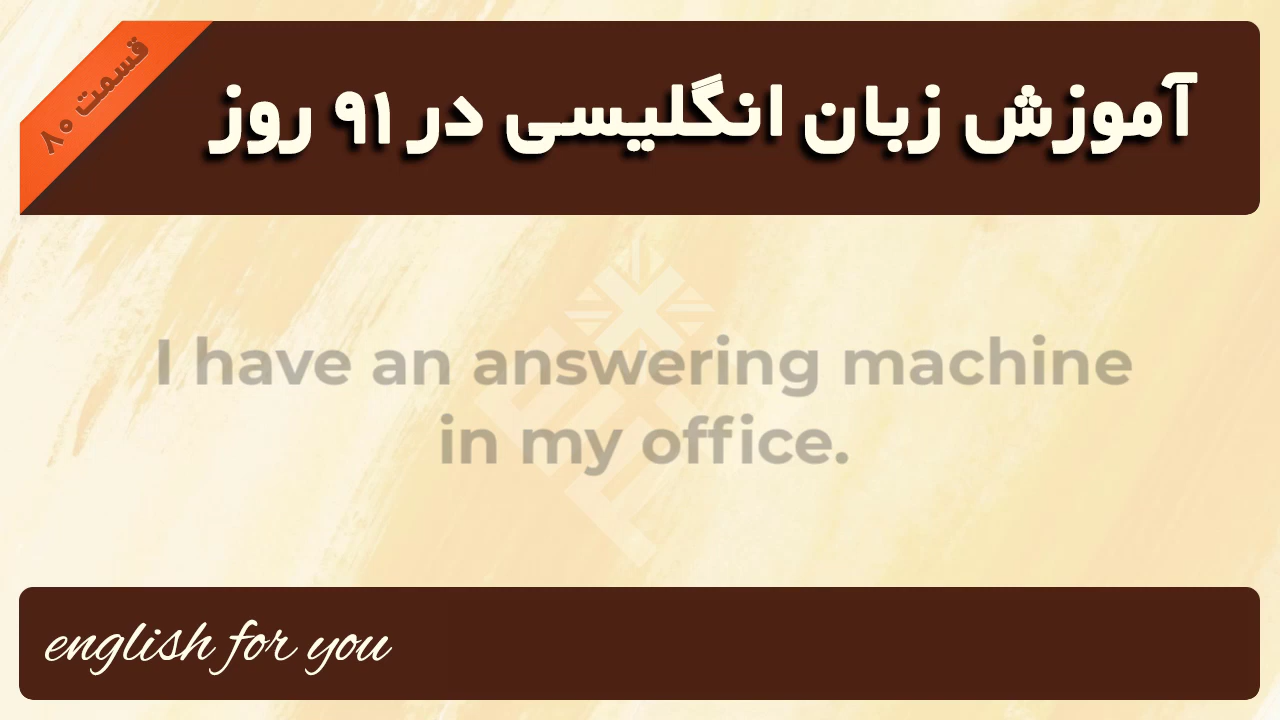 قسمت ۸۰
آموزش زبان انگلیسی در ۹۱ روز
I have an answering machine
in my office.
english for you